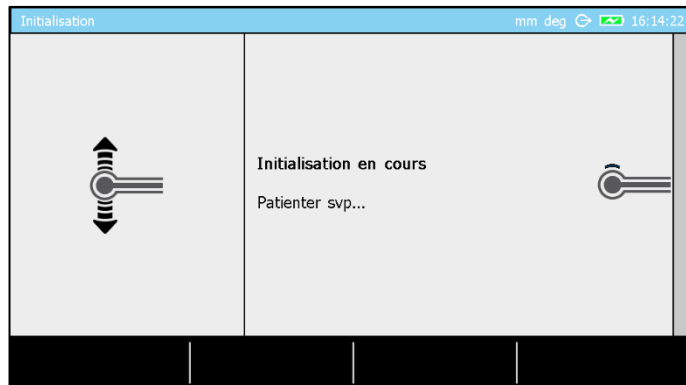 Initialisation
mm deg 16:14:22
Initialisation en cours
Patienter svp...